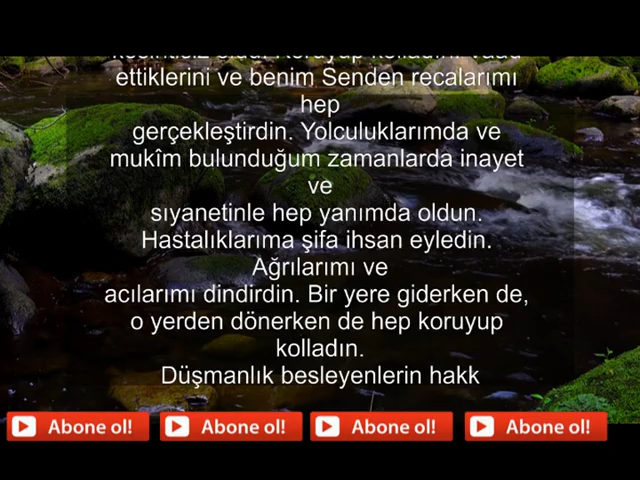 ettiklerini ve benim Senden recalarımı
hep
gerçekleştirdin. Yolculuklarımda ve
mukîm bulunduğum zamanlarda inayet
ve
sıyanetinle hep yanımda oldun.
Hastalıklarıma şifa ihsan eyledin.
Ağrılarımı ve
acılarımı dindirdin. Bir yere giderken de,
o yerden dönerken de hep koruyup
kolladın.
Düşmanlık besleyenlerin hakk
Abone ol! Abone ol! Abone ol! Abone ol!